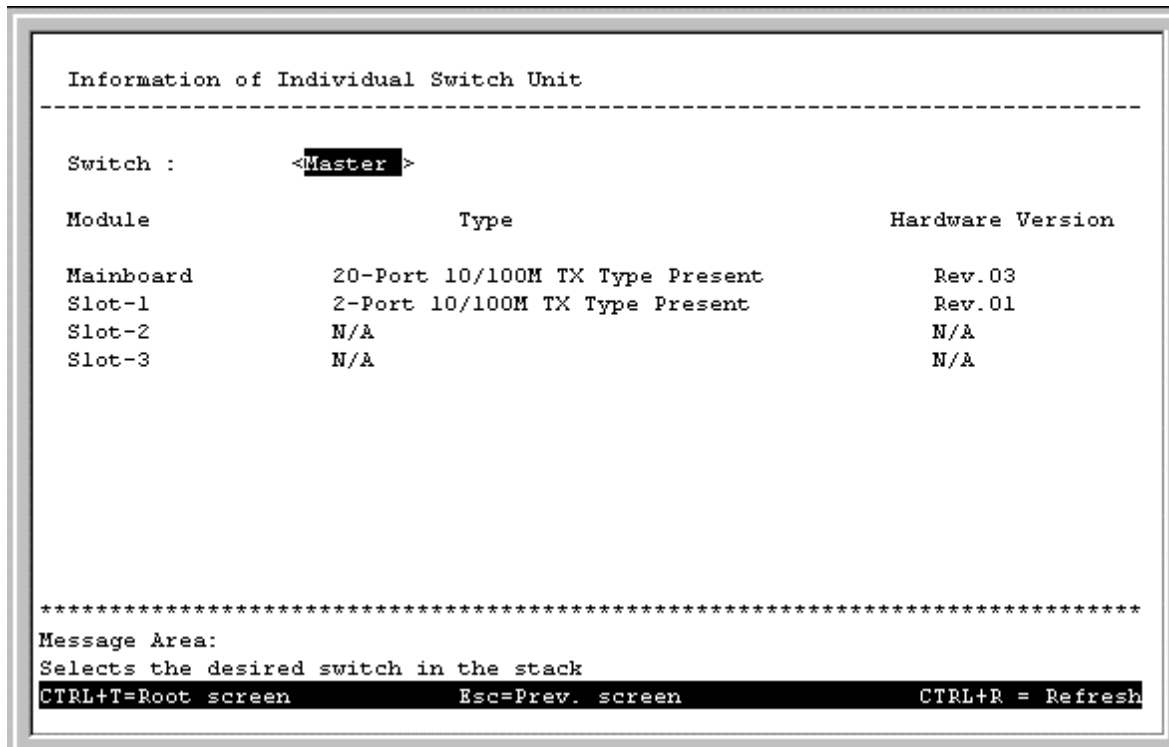 Information of Individual Switch Unit
-------------------------------------------------------------------------------
Switch : <Master >
Module Type Hardware Version
Mainboard 20-Port 10/100M TX Type Present Rev.03
Slot-1 2-Port 10/100M TX Type Present Rev.01
Slot-2 N/A N/A
Slot-3 N/A N/A
*******************************************************************************
Message Area:
Selects the desired switch in the stack
CTRL+T=Root screen Esc=Prev. screen CTRL+R = Refresh